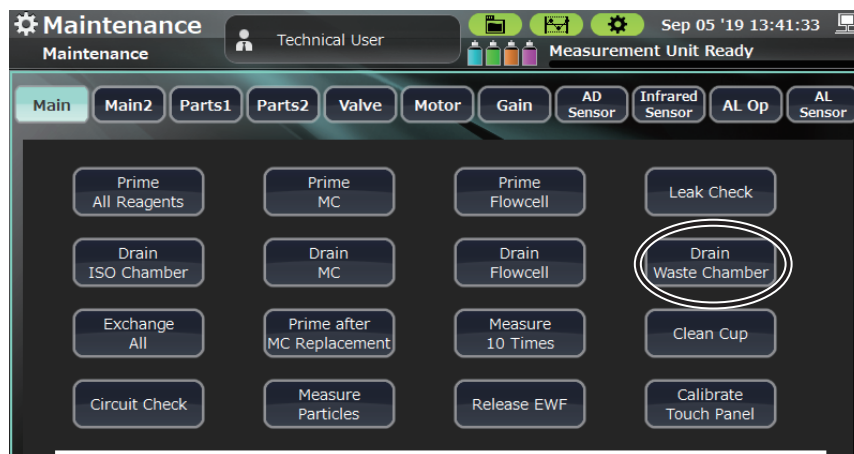 Maintenance
Technical User
Sep 05 '19 13:41:33
Maintenance
Measurement Unit Ready
Main
Main2
Parts1
Parts2
Valve
Motor
Gain
AD
Sensor
Infrared
Sensor
AL Op
AL
Sensor
Prime
All Reagents
Prime
MC
Prime
Flowcell
Leak Check
Drain
ISO Chamber
Drain
MC
Drain
Flowcell
Drain
Waste Chamber
Exchange
All
Prime after
MC Replacement
Measure
10 Times
Clean Cup
Circuit Check
Measure
Particles
Release EWF
Calibrate
Touch Panel